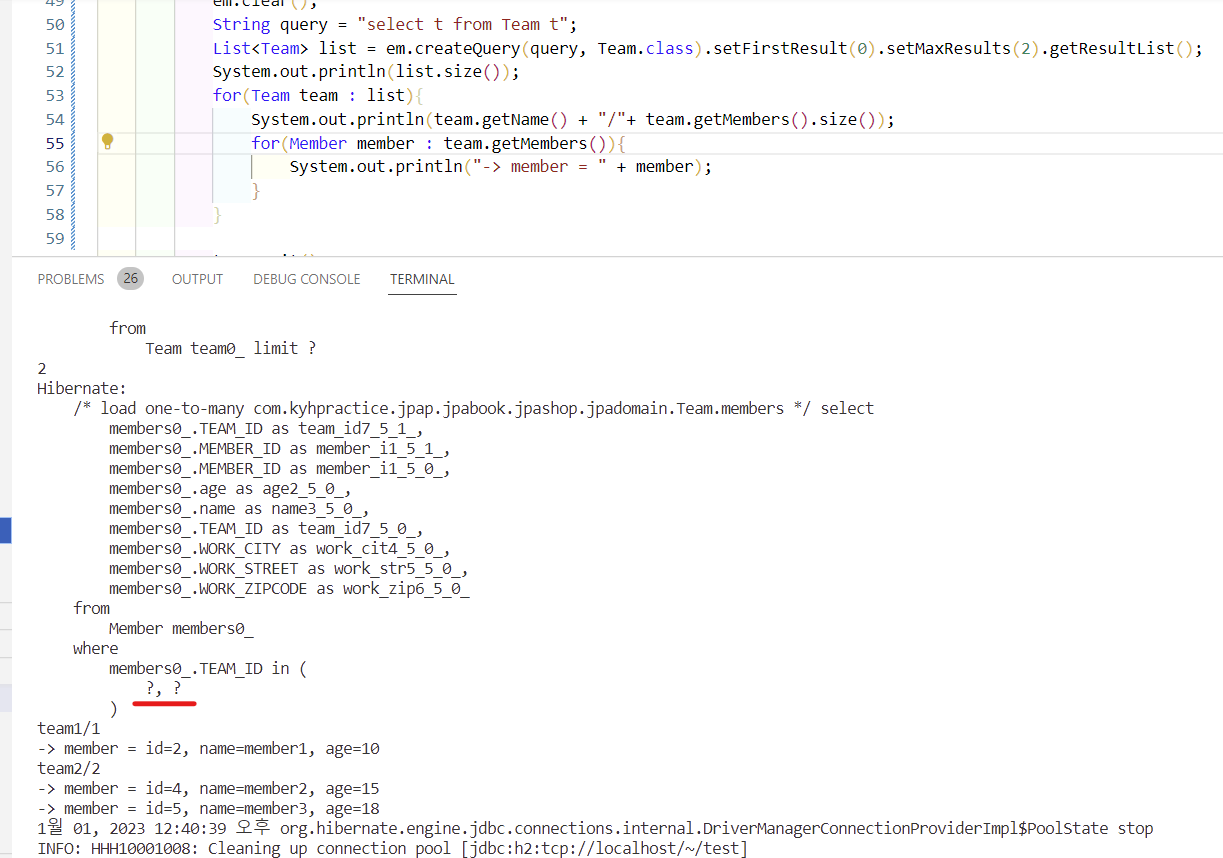 49 em.clear();
50 String query = "select t from Team t";
51 List<Team> list = em.createQuery(query, Team.class).setFirstResult(0).setMaxResults(2).getResultList();
52 System.out.println(list.size());
53 for(Team team : list){
54 System.out.println(team.getName() + "/"+ team.getMembers().size());
55 for(Member member : team.getMembers()){
56 System.out.println("-> member = " + member);
57 }
58 }
59
PROBLEMS 26 OUTPUT DEBUG CONSOLE TERMINAL
from
Team team0_ limit ?
2
Hibernate:
/* load one-to-many com.kyhpractice.jpap.jpabook.jpashop.jpadomain.Team.members */ select
members0_.TEAM_ID as team_id7_5_1_,
members0_.MEMBER_ID as member_i1_5_1_,
members0_.MEMBER_ID as member_i1_5_0_,
members0_.age as age2_5_0_,
members0_.name as name3_5_0_,
members0_.TEAM_ID as team_id7_5_0_,
members0_.WORK_CITY as work_cit4_5_0_,
members0_.WORK_STREET as work_str5_5_0_,
members0_.WORK_ZIPCODE as work_zip6_5_0_
from
Member members0_
where
members0_.TEAM_ID in (
?, ?
)
team1/1
-> member = id=2, name=member1, age=10
team2/2
-> member = id=4, name=member2, age=15
-> member = id=5, name=member3, age=18
1월 01, 2023 12:40:39 오후 org.hibernate.engine.jdbc.connections.internal.DriverManagerConnectionProviderImpl$PoolState stop
INFO: HHH10001008: Cleaning up connection pool [jdbc:h2:tcp://localhost/~/test]